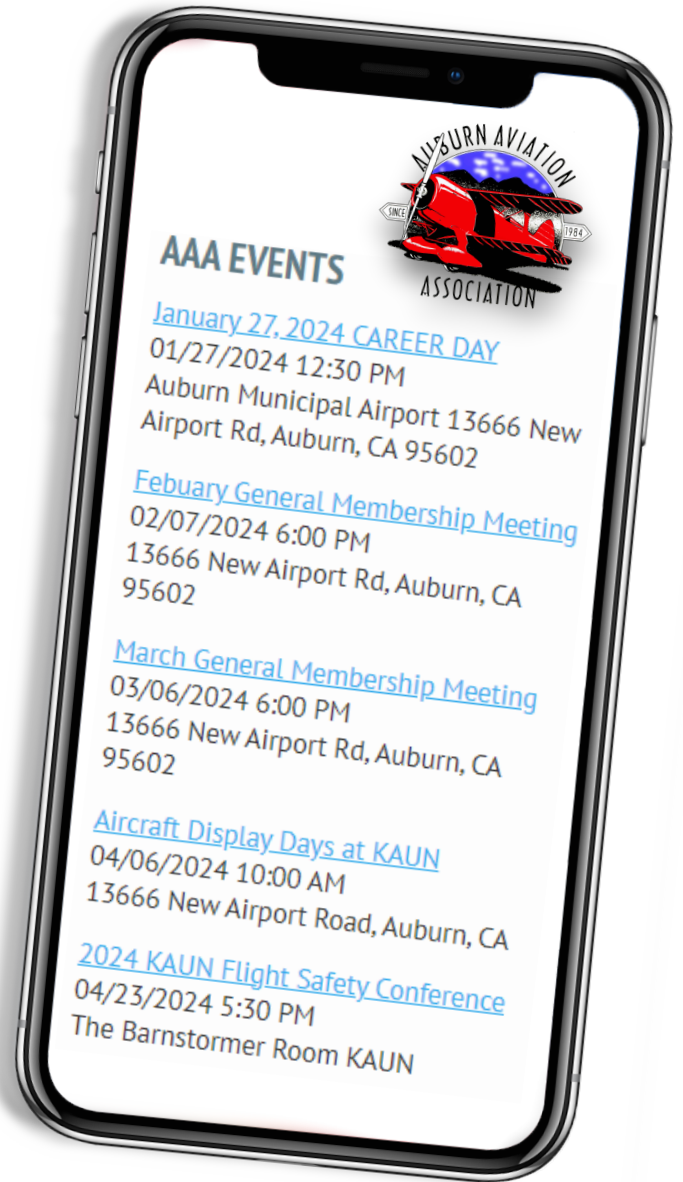 AUBURN AVIATION
SINCE
1984
ASSOCIATION
AAA EVENTS
January 27, 2024 CAREER DAY
01/27/2024 12:30 PM
Auburn Municipal Airport 13666 New
Airport Rd, Auburn, CA 95602
Febuary General Membership Meeting
02/07/2024 6:00 PM
13666 New Airport Rd, Auburn, CA
95602
March General Membership Meeting
03/06/2024 6:00 PM
13666 New Airport Rd, Auburn, CA
95602
Aircraft Display Days at KAUN
04/06/2024 10:00 AM
13666 New Airport Road, Auburn, CA
2024 KAUN Flight Safety Conference
04/23/2024 5:30 PM
The Barnstormer Room KAUN